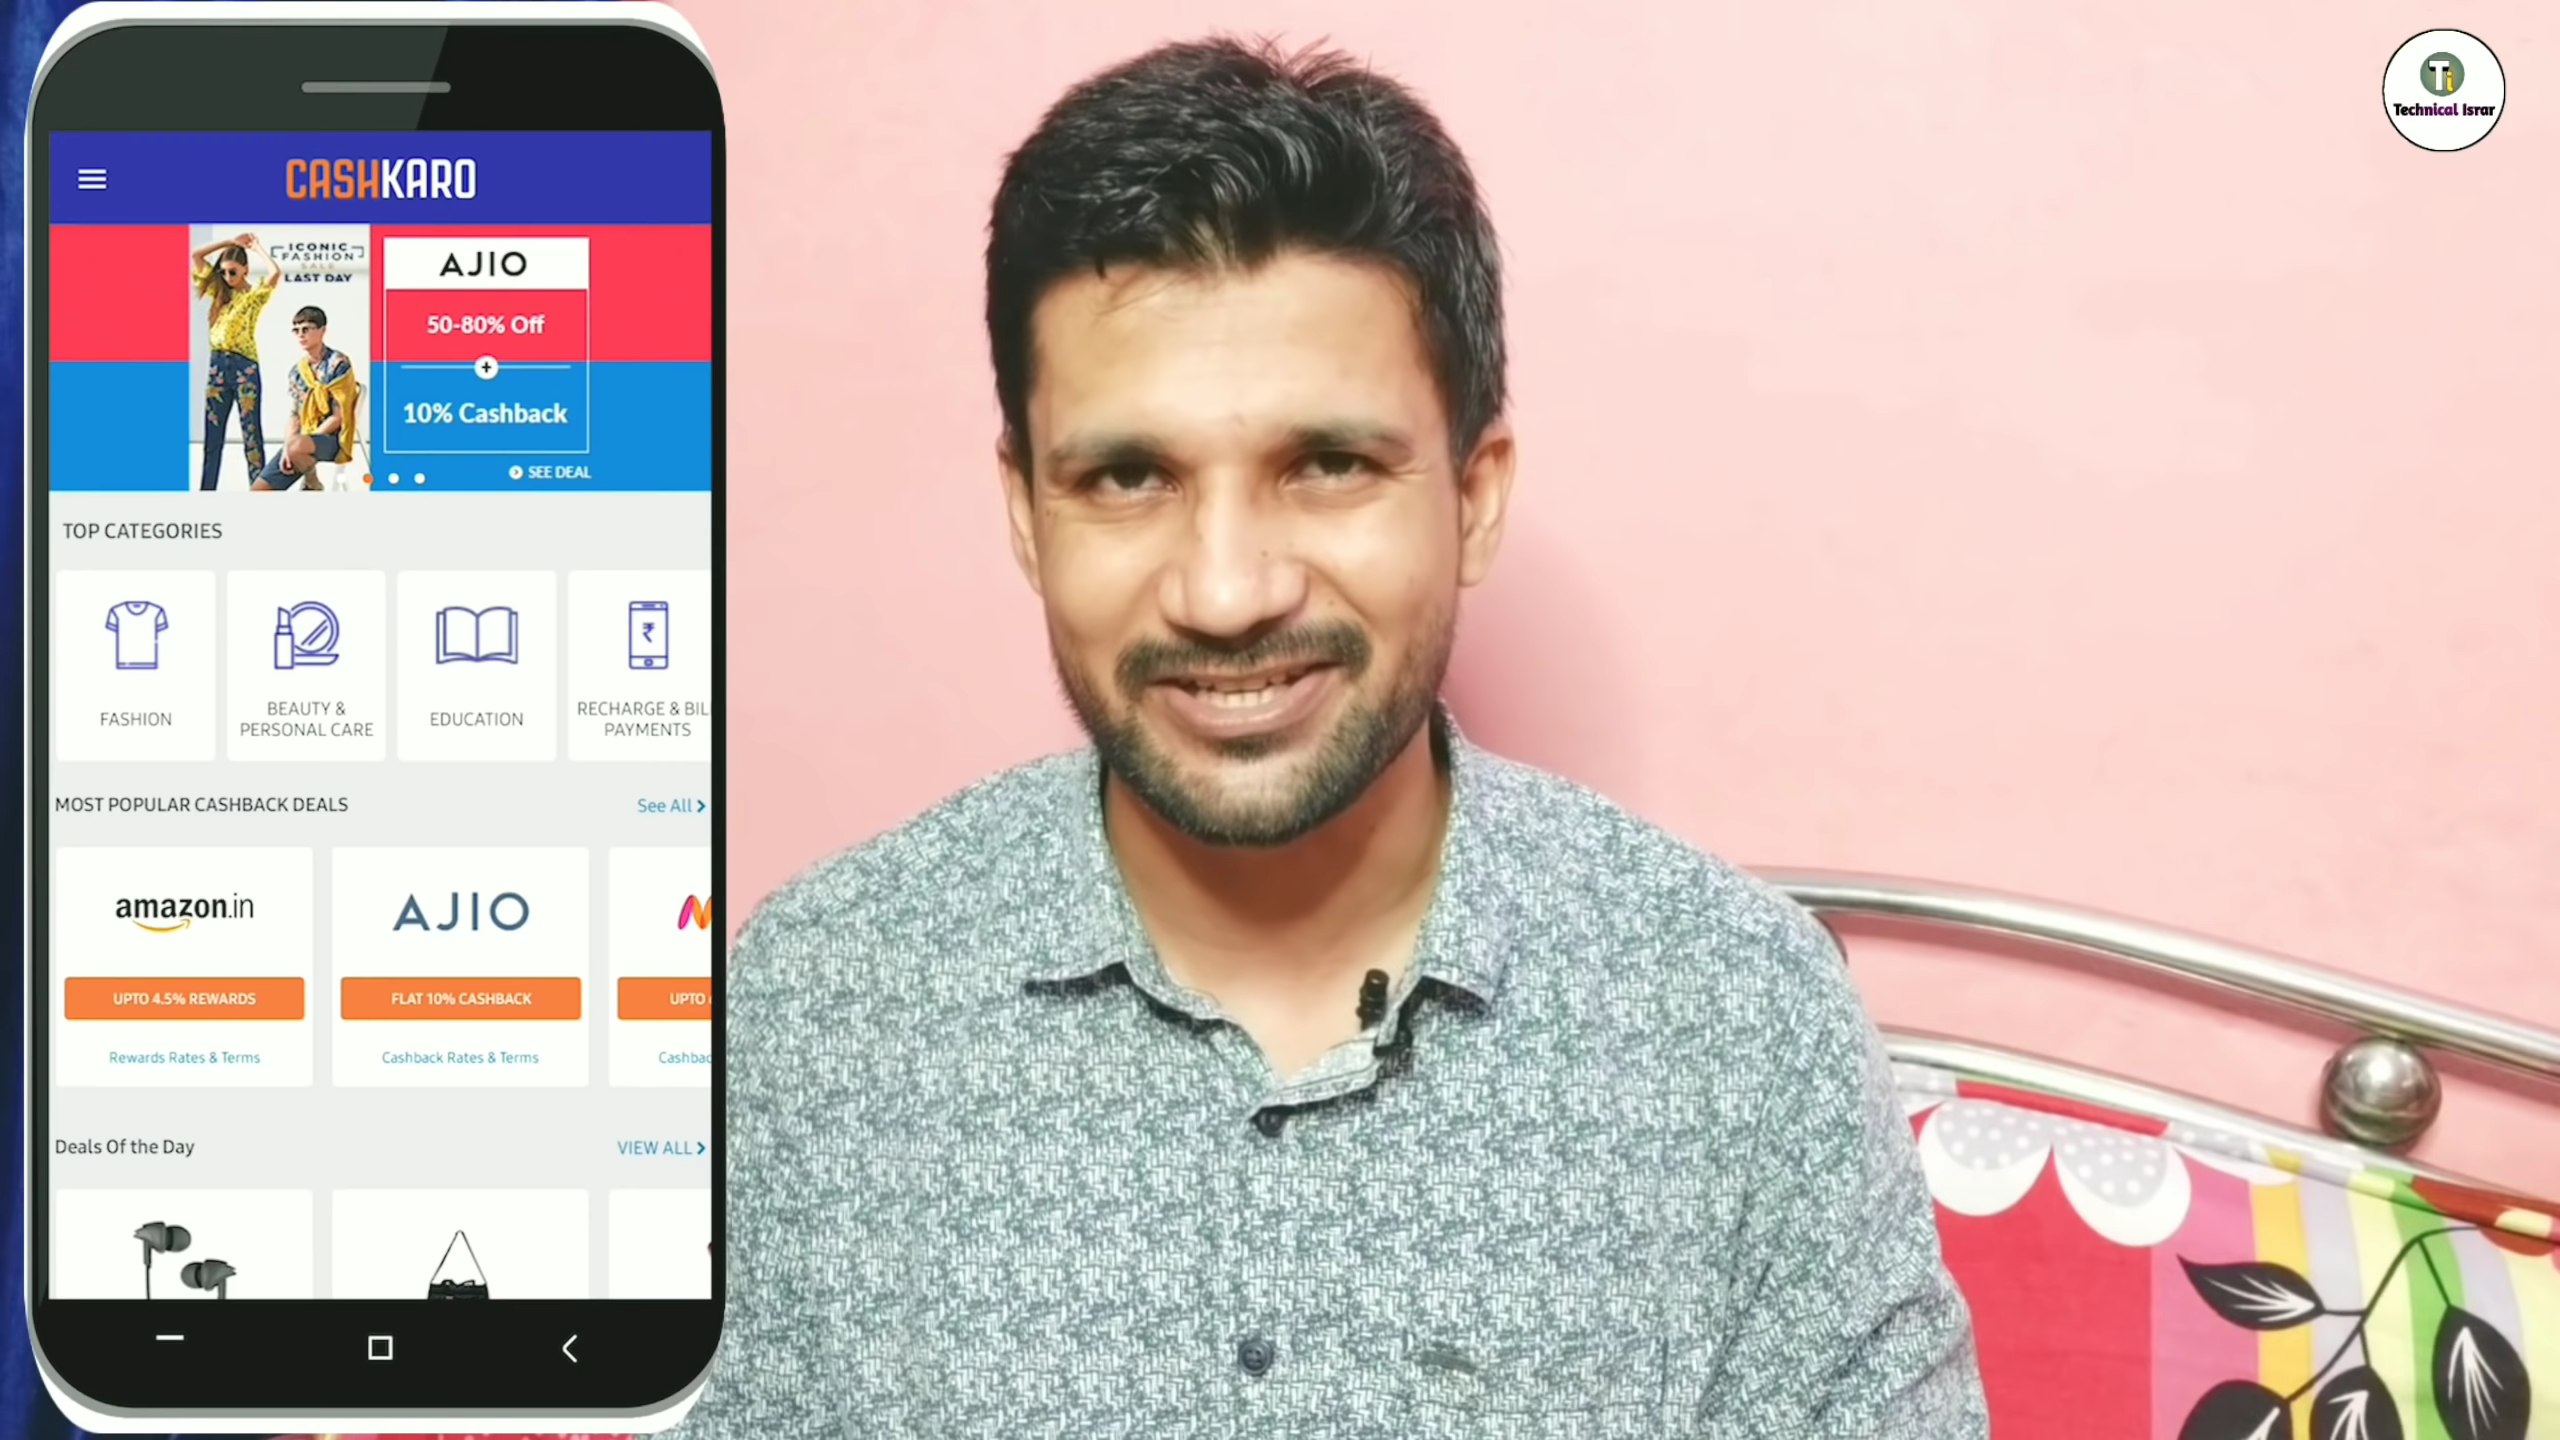 CASHKARO
ICONIC
FASHION
SALE
LAST DAY
AJIO
50-80% Off
+
10% Cashback
SEE DEAL
TOP CATEGORIES
FASHION
BEAUTY &
PERSONAL CARE
EDUCATION
₹
RECHARGE & BIL
PAYMENTS
MOST POPULAR CASHBACK DEALS
See All
amazon.in
UPTO 4.5% REWARDS
Rewards Rates & Terms
AJIO
FLAT 10% CASHBACK
Cashback Rates & Terms
UPTO
Cashbac
Deals Of the Day
VIEW ALL
Ti
Technical Israr